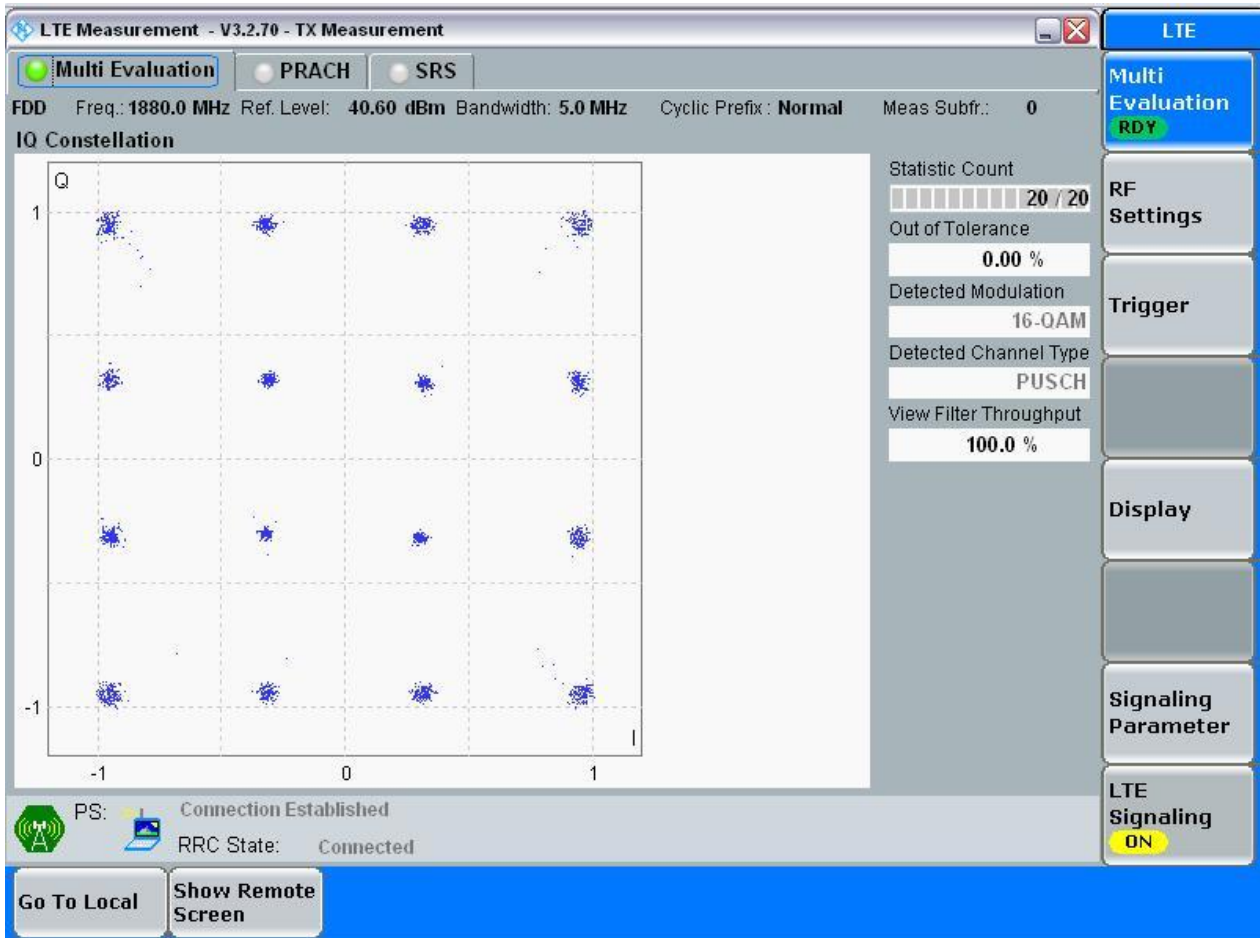 LTE Measurement - V3.2.70 - TX Measurement
LTE
Multi Evaluation
PRACH
SRS
FDD Freq.: 1880.0 MHz Ref. Level: 40.60 dBm Bandwidth: 5.0 MHz Cyclic Prefix : Normal Meas Subfr.: 0
IQ Constellation
Q
1
0
-1
-1 0 1
I
Statistic Count
20 / 20
Out of Tolerance
0.00 %
Detected Modulation
16-QAM
Detected Channel Type
PUSCH
View Filter Throughput
100.0 %
Multi
Evaluation
RDY
RF
Settings
Trigger
Display
Signaling
Parameter
LTE
Signaling
ON
PS: Connection Established
RRC State: Connected
Go To Local
Show Remote
Screen